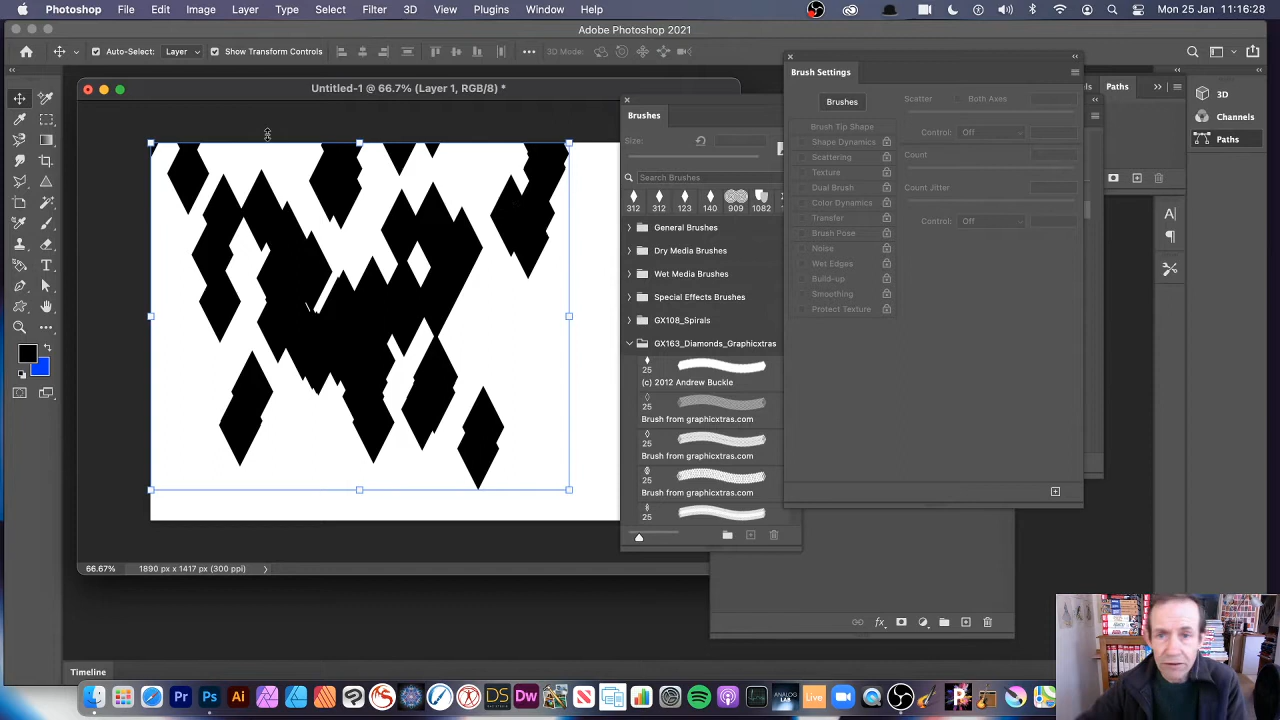 Photoshop File Edit Image Layer Type Select Filter 3D View Plugins Window Help Mon 25 Jan 11:16:28
Adobe Photoshop 2021
Auto-Select: Layer Show Transform Controls 3D Mode:
Untitled-1 @ 66.7% (Layer 1, RGB/8) *
66.67% 1890 px x 1417 px (300 ppi)
Brushes
Size:
Search Brushes
312 312 123 140 909 1082
General Brushes
Dry Media Brushes
Wet Media Brushes
Special Effects Brushes
GX108_Spirals
GX163_Diamonds_Graphicxtras
25
(c) 2012 Andrew Buckle
25
Brush from graphicxtras.com
25
Brush from graphicxtras.com
25
Brush from graphicxtras.com
25
Brush Settings
Brushes
Brush Tip Shape
Shape Dynamics
Scattering
Texture
Dual Brush
Color Dynamics
Transfer
Brush Pose
Noise
Wet Edges
Build-up
Smoothing
Protect Texture
Scatter Both Axes
Control: Off
Count
Count Jitter
Control: Off
Paths
3D
Channels
Paths
Timeline